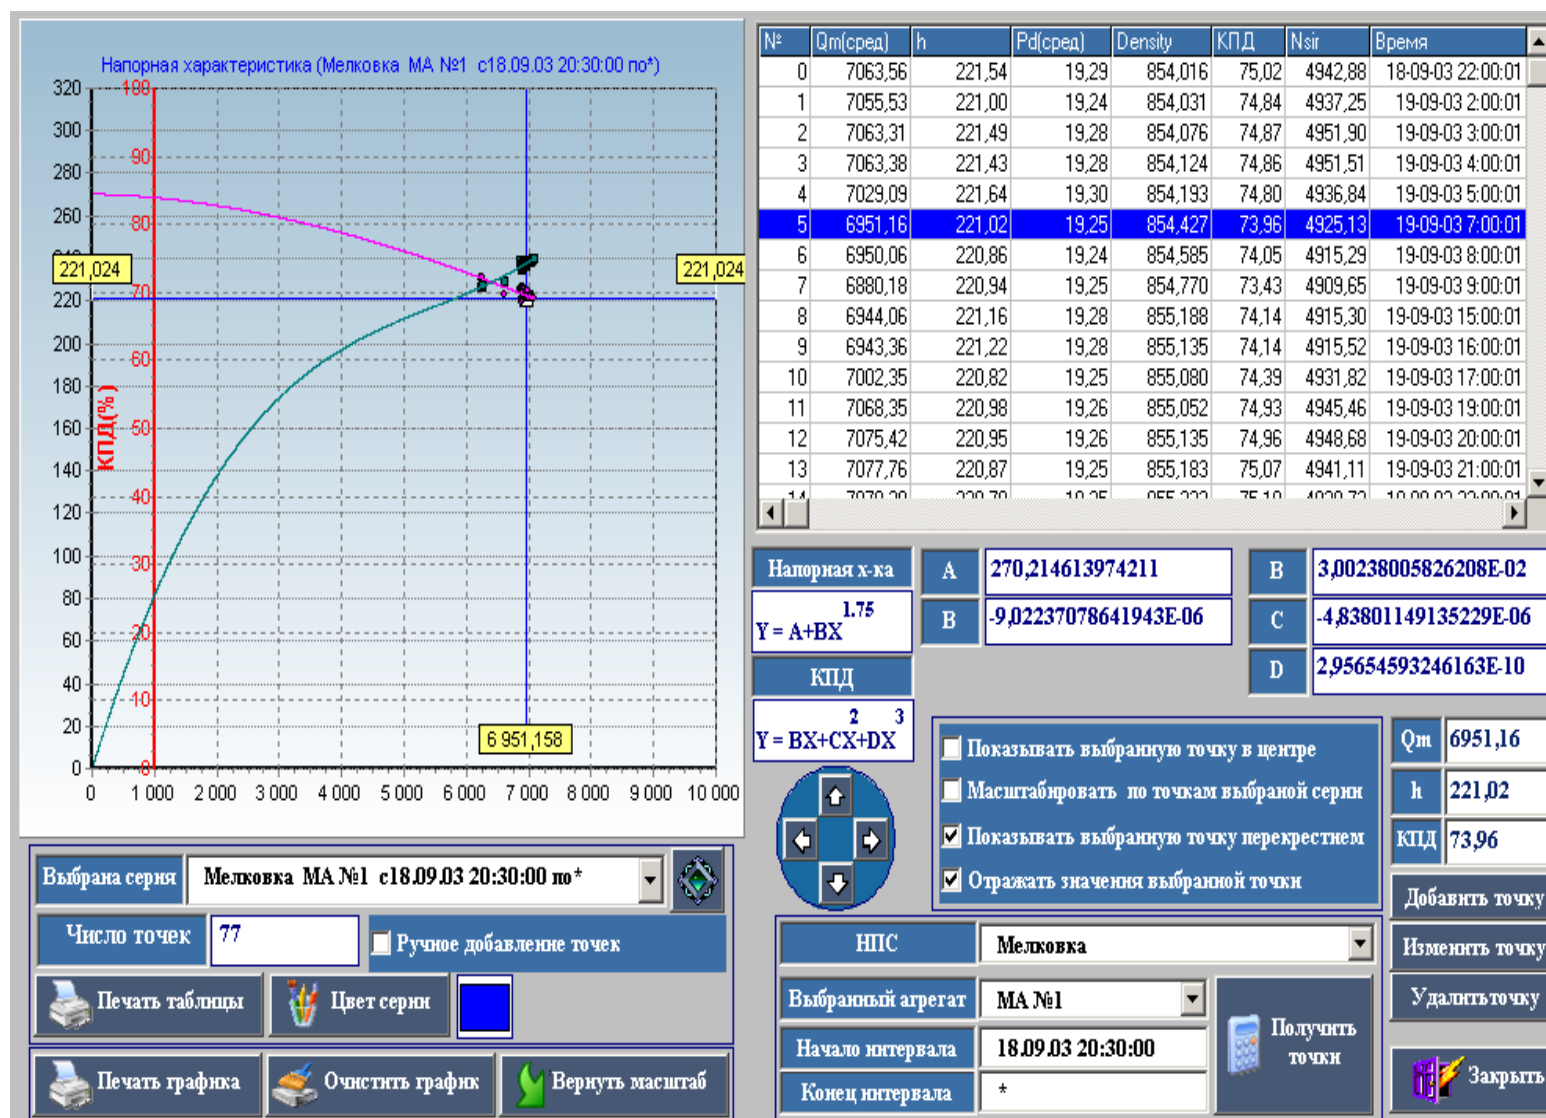 Напорная характеристика (Мелковка МА №1 с18.09.03 20:30:00 по*)
320
300
280
260
240
220
200
180
160
140
120
100
80
60
40
20
0
100
90
80
70
60
50
40
30
20
10
0
КПД(%)
221,024
221,024
6 951,158
0 1 000 2 000 3 000 4 000 5 000 6 000 7 000 8 000 9 000 10 000
№ Qm(сред) h Pd(сред) Density КПД Nsir Время
0 7063,56 221,54 19,29 854,016 75,02 4942,88 18-09-03 22:00:01
1 7055,53 221,00 19,24 854,031 74,84 4937,25 19-09-03 2:00:01
2 7063,31 221,49 19,28 854,076 74,87 4951,90 19-09-03 3:00:01
3 7063,38 221,43 19,28 854,124 74,86 4951,51 19-09-03 4:00:01
4 7029,09 221,64 19,30 854,193 74,80 4936,84 19-09-03 5:00:01
5 6951,16 221,02 19,25 854,427 73,96 4925,13 19-09-03 7:00:01
6 6950,06 220,86 19,24 854,585 74,05 4915,29 19-09-03 8:00:01
7 6880,18 220,94 19,25 854,770 73,43 4909,65 19-09-03 9:00:01
8 6944,06 221,16 19,28 855,188 74,14 4915,30 19-09-03 15:00:01
9 6943,36 221,22 19,28 855,135 74,14 4915,52 19-09-03 16:00:01
10 7002,35 220,82 19,25 855,080 74,39 4931,82 19-09-03 17:00:01
11 7068,35 220,98 19,26 855,052 74,93 4945,46 19-09-03 19:00:01
12 7075,42 220,95 19,26 855,135 74,96 4948,68 19-09-03 20:00:01
13 7077,76 220,87 19,25 855,183 75,07 4941,11 19-09-03 21:00:01
Напорная х-ка A 270,214613974211 B 3,00238005826208E-02
Y = A+BX 1.75 B -9,02237078641943E-06 C -4,83801149135229E-06
КПД D 2,95654593246163E-10
Y = BX+CX 2 +DX 3
Показывать выбранную точку в центре
Масштабировать по точкам выбраной серии
Показывать выбранную точку перекрестием
Отражать значения выбранной точки
Qm 6951,16
h 221,02
КПД 73,96
Добавить точку
Изменить точку
Удалить точку
Закрыть
Выбрана серия Мелковка МА №1 с18.09.03 20:30:00 по*
Число точек 77 Ручное добавление точек
Печать таблицы Цвет серии
Печать графика Очистить график Вернуть масштаб
НПС Мелковка
Выбранный агрегат МА №1
Начало интервала 18.09.03 20:30:00
Конец интервала *
Получить
точки